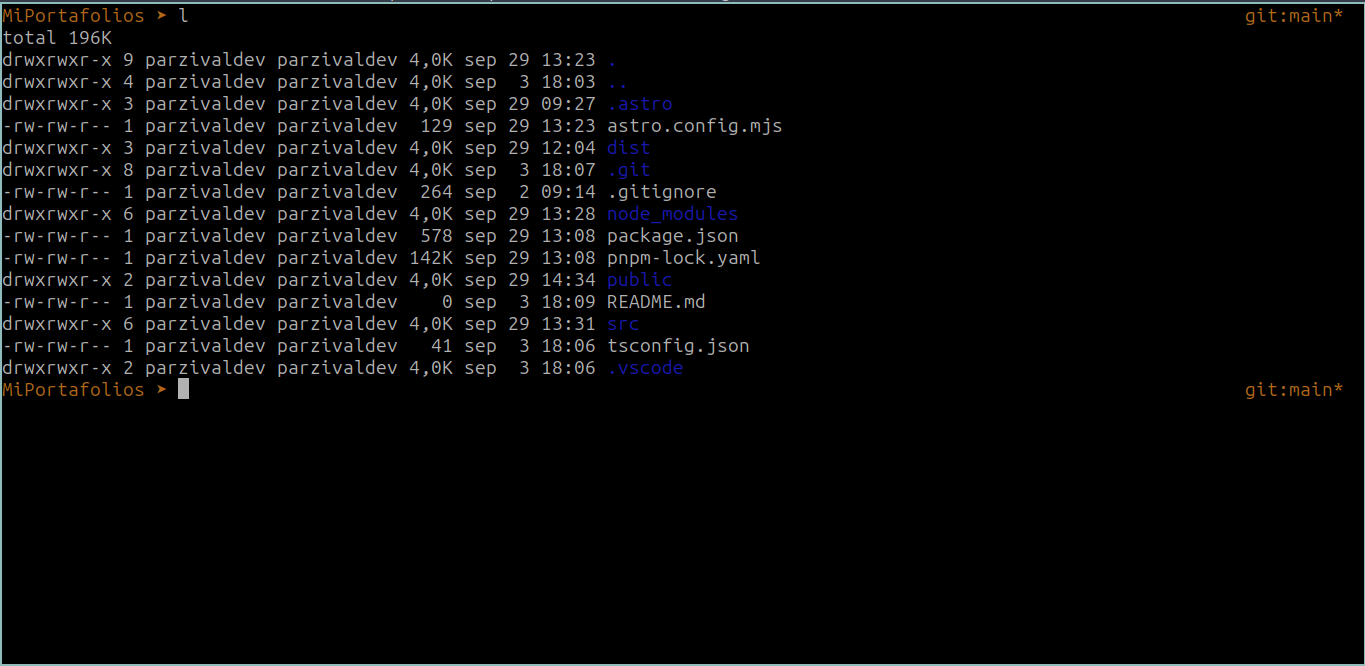 MiPortafolios ➤ l git:main*
total 196K
drwxrwxr-x 9 parzivaldev parzivaldev 4,0K sep 29 13:23 .
drwxrwxr-x 4 parzivaldev parzivaldev 4,0K sep  3 18:03 ..
drwxrwxr-x 3 parzivaldev parzivaldev 4,0K sep 29 09:27 .astro
-rw-rw-r-- 1 parzivaldev parzivaldev  129 sep 29 13:23 astro.config.mjs
drwxrwxr-x 3 parzivaldev parzivaldev 4,0K sep 29 12:04 dist
drwxrwxr-x 8 parzivaldev parzivaldev 4,0K sep  3 18:07 .git
-rw-rw-r-- 1 parzivaldev parzivaldev  264 sep  2 09:14 .gitignore
drwxrwxr-x 6 parzivaldev parzivaldev 4,0K sep 29 13:28 node_modules
-rw-rw-r-- 1 parzivaldev parzivaldev  578 sep 29 13:08 package.json
-rw-rw-r-- 1 parzivaldev parzivaldev 142K sep 29 13:08 pnpm-lock.yaml
drwxrwxr-x 2 parzivaldev parzivaldev 4,0K sep 29 14:34 public
-rw-rw-r-- 1 parzivaldev parzivaldev    0 sep  3 18:09 README.md
drwxrwxr-x 6 parzivaldev parzivaldev 4,0K sep 29 13:31 src
-rw-rw-r-- 1 parzivaldev parzivaldev   41 sep  3 18:06 tsconfig.json
drwxrwxr-x 2 parzivaldev parzivaldev 4,0K sep  3 18:06 .vscode
MiPortafolios ➤ git:main*